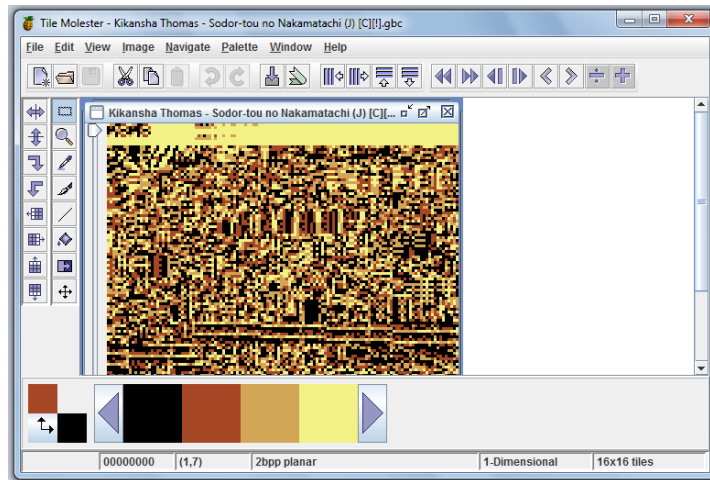 Tile Molester - Kikansha Thomas - Sodor-tou no Nakamatachi (J) [C][!].gbc
File Edit View Image Navigate Palette Window Help
Kikansha Thomas - Sodor-tou no Nakamatachi (J) [C][...
00000000 (1,7) 2bpp planar 1-Dimensional 16x16 tiles